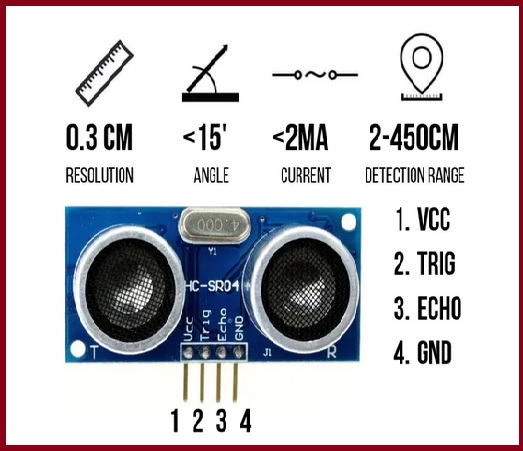 0.3 CM <15' <2MA 2-450CM
RESOLUTION ANGLE CURRENT DETECTION RANGE
4.000
Y1
HC-SR04
Vcc
Trig
Echo
GND
T J1 R
1 2 3 4
1. VCC
2. TRIG
3. ECHO
4. GND